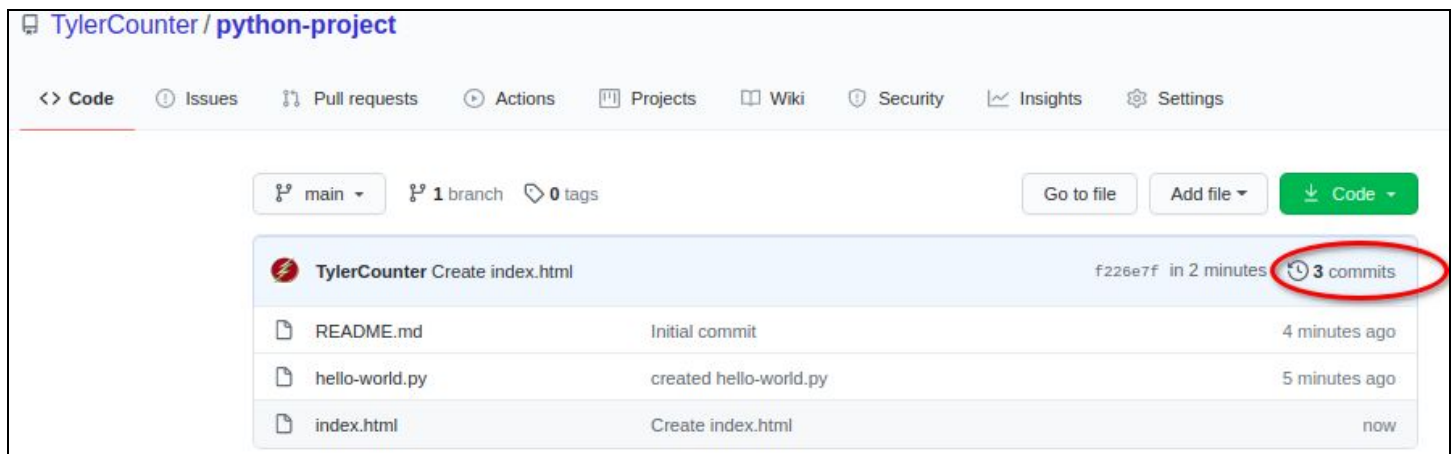 TylerCounter / python-project
<> Code Issues Pull requests Actions Projects Wiki Security Insights Settings
main 1 branch 0 tags Go to file Add file Code
TylerCounter Create index.html f226e7f in 2 minutes 3 commits
README.md Initial commit 4 minutes ago
hello-world.py created hello-world.py 5 minutes ago
index.html Create index.html now